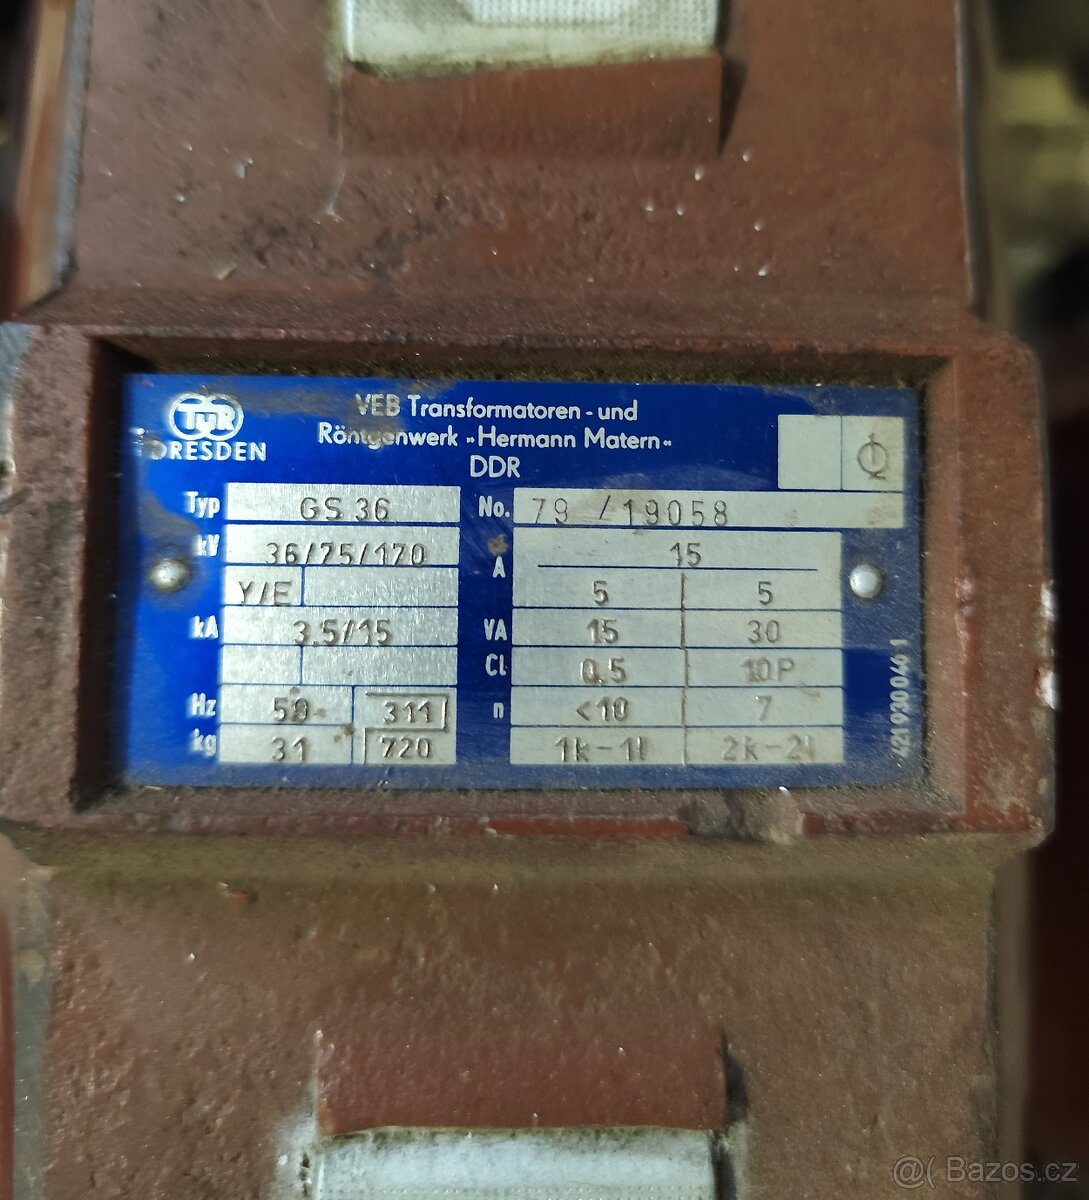 TuR
DRESDEN
VEB Transformatoren - und
Röntgenwerk »Hermann Matern«
DDR
Typ GS 36 No. 79 / 19058
kV 36/75/170 A 15
Y/E 5 5
kA 3,5/15 VA 15 30
Cl 0,5 10P
Hz 50 311 n <10 7
kg 31 720 1k-1l 2k-2l
421930046 1
@( Bazos.cz